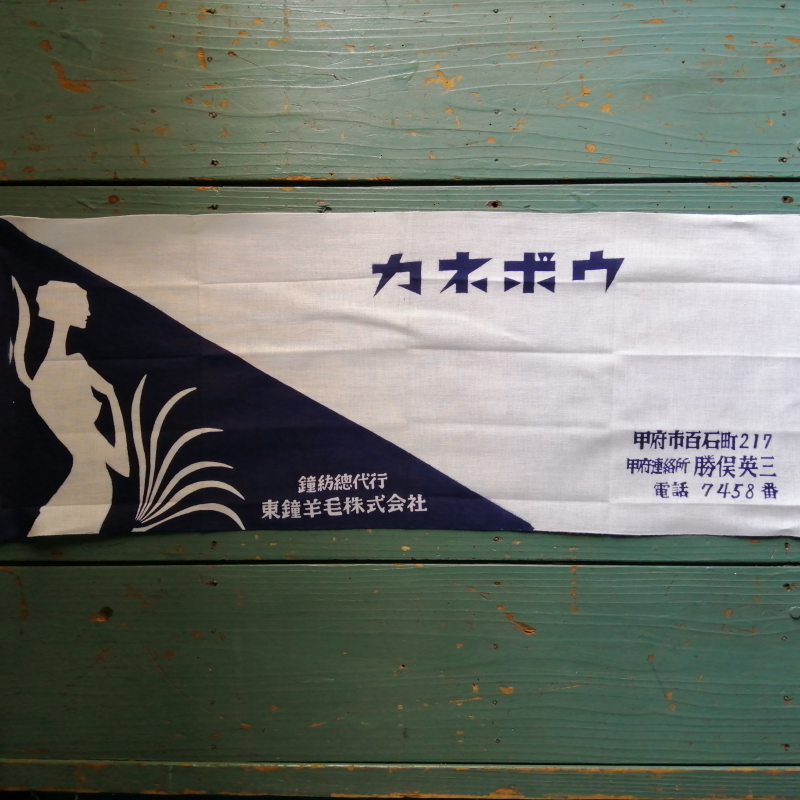 カネボウ
鐘紡總代行
東鐘羊毛株式会社
甲府市百石町217
甲府連絡所 勝俣英三
電話 7458番